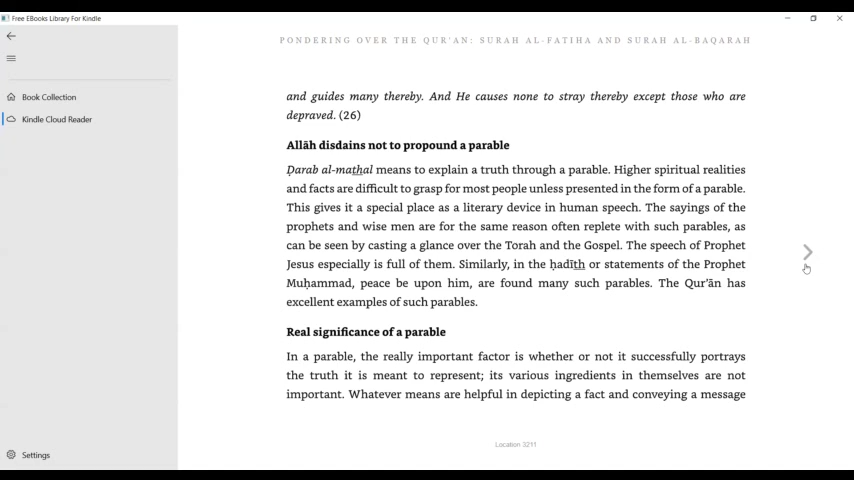 Free EBooks Library For Kindle
PONDERING OVER THE QUR'AN: SURAH AL-FATIHA AND SURAH AL-BAQARAH
Book Collection
Kindle Cloud Reader
and guides many thereby. And He causes none to stray thereby except those who are
depraved. (26)
Allāh disdains not to propound a parable
Ḍarab al-mathal means to explain a truth through a parable. Higher spiritual realities
and facts are difficult to grasp for most people unless presented in the form of a parable.
This gives it a special place as a literary device in human speech. The sayings of the
prophets and wise men are for the same reason often replete with such parables, as
can be seen by casting a glance over the Torah and the Gospel. The speech of Prophet
Jesus especially is full of them. Similarly, in the ḥadīth or statements of the Prophet
Muḥammad, peace be upon him, are found many such parables. The Qur'ān has
excellent examples of such parables.
Real significance of a parable
In a parable, the really important factor is whether or not it successfully portrays
the truth it is meant to represent; its various ingredients in themselves are not
important. Whatever means are helpful in depicting a fact and conveying a message
Location 3211
Settings